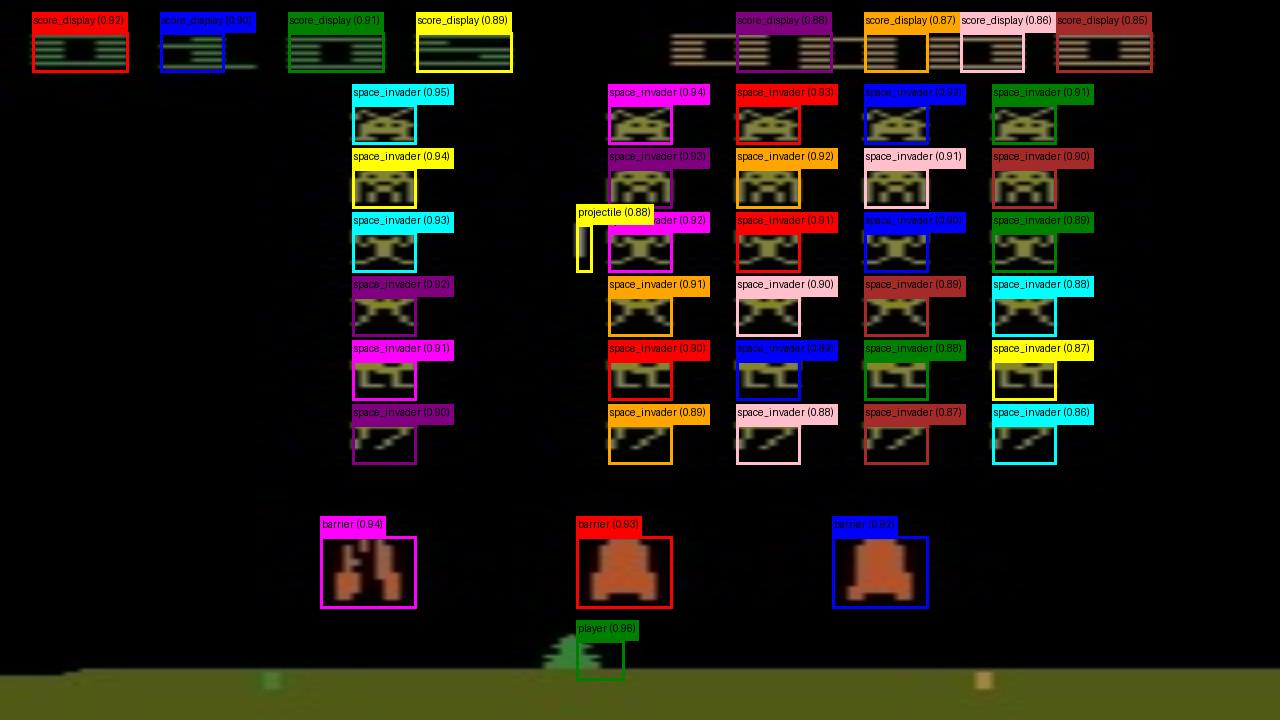 score_display (0.92) score_display (0.90) score_display (0.91) score_display (0.89) score_display (0.88) score_display (0.87) score_display (0.86) score_display (0.85)
space_invader (0.95) space_invader (0.94) space_invader (0.93) space_invader (0.92) space_invader (0.91)
space_invader (0.94) space_invader (0.93) space_invader (0.92) space_invader (0.91) space_invader (0.90)
projectile (0.88)
space_invader (0.93) vader (0.92) space_invader (0.91) space_invader (0.90) space_invader (0.89)
space_invader (0.92) space_invader (0.91) space_invader (0.90) space_invader (0.89) space_invader (0.88)
space_invader (0.91) space_invader (0.90) space_invader (0.89) space_invader (0.88) space_invader (0.87)
space_invader (0.90) space_invader (0.89) space_invader (0.88) space_invader (0.87) space_invader (0.86)
barrier (0.94) barrier (0.93) barrier (0.92)
player (0.96)